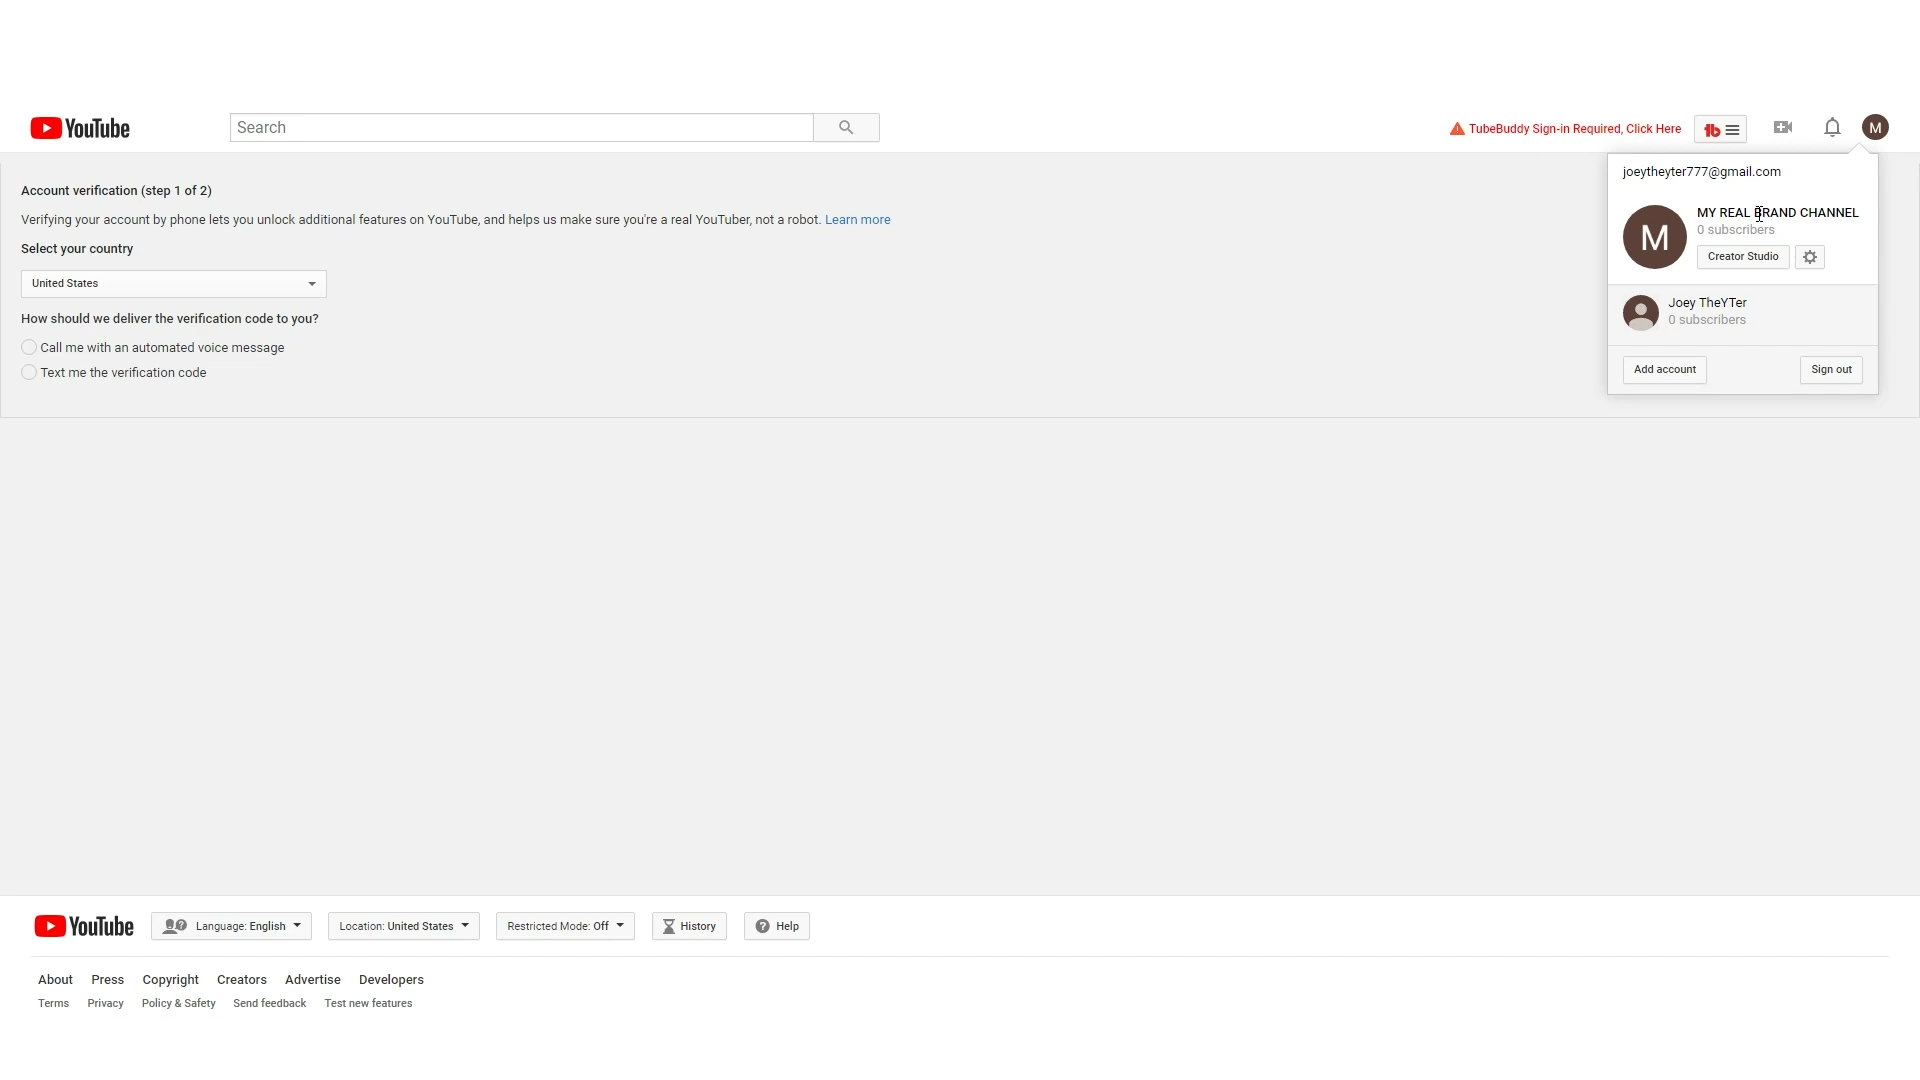 YouTube
Search
TubeBuddy Sign-in Required, Click Here
M
joeytheyter777@gmail.com
M
MY REAL BRAND CHANNEL
0 subscribers
Creator Studio
Joey TheYTer
0 subscribers
Add account
Sign out
Account verification (step 1 of 2)
Verifying your account by phone lets you unlock additional features on YouTube, and helps us make sure you're a real YouTuber, not a robot. Learn more
Select your country
United States
How should we deliver the verification code to you?
Call me with an automated voice message
Text me the verification code
YouTube
Language: English
Location: United States
Restricted Mode: Off
History
Help
About Press Copyright Creators Advertise Developers
Terms Privacy Policy & Safety Send feedback Test new features